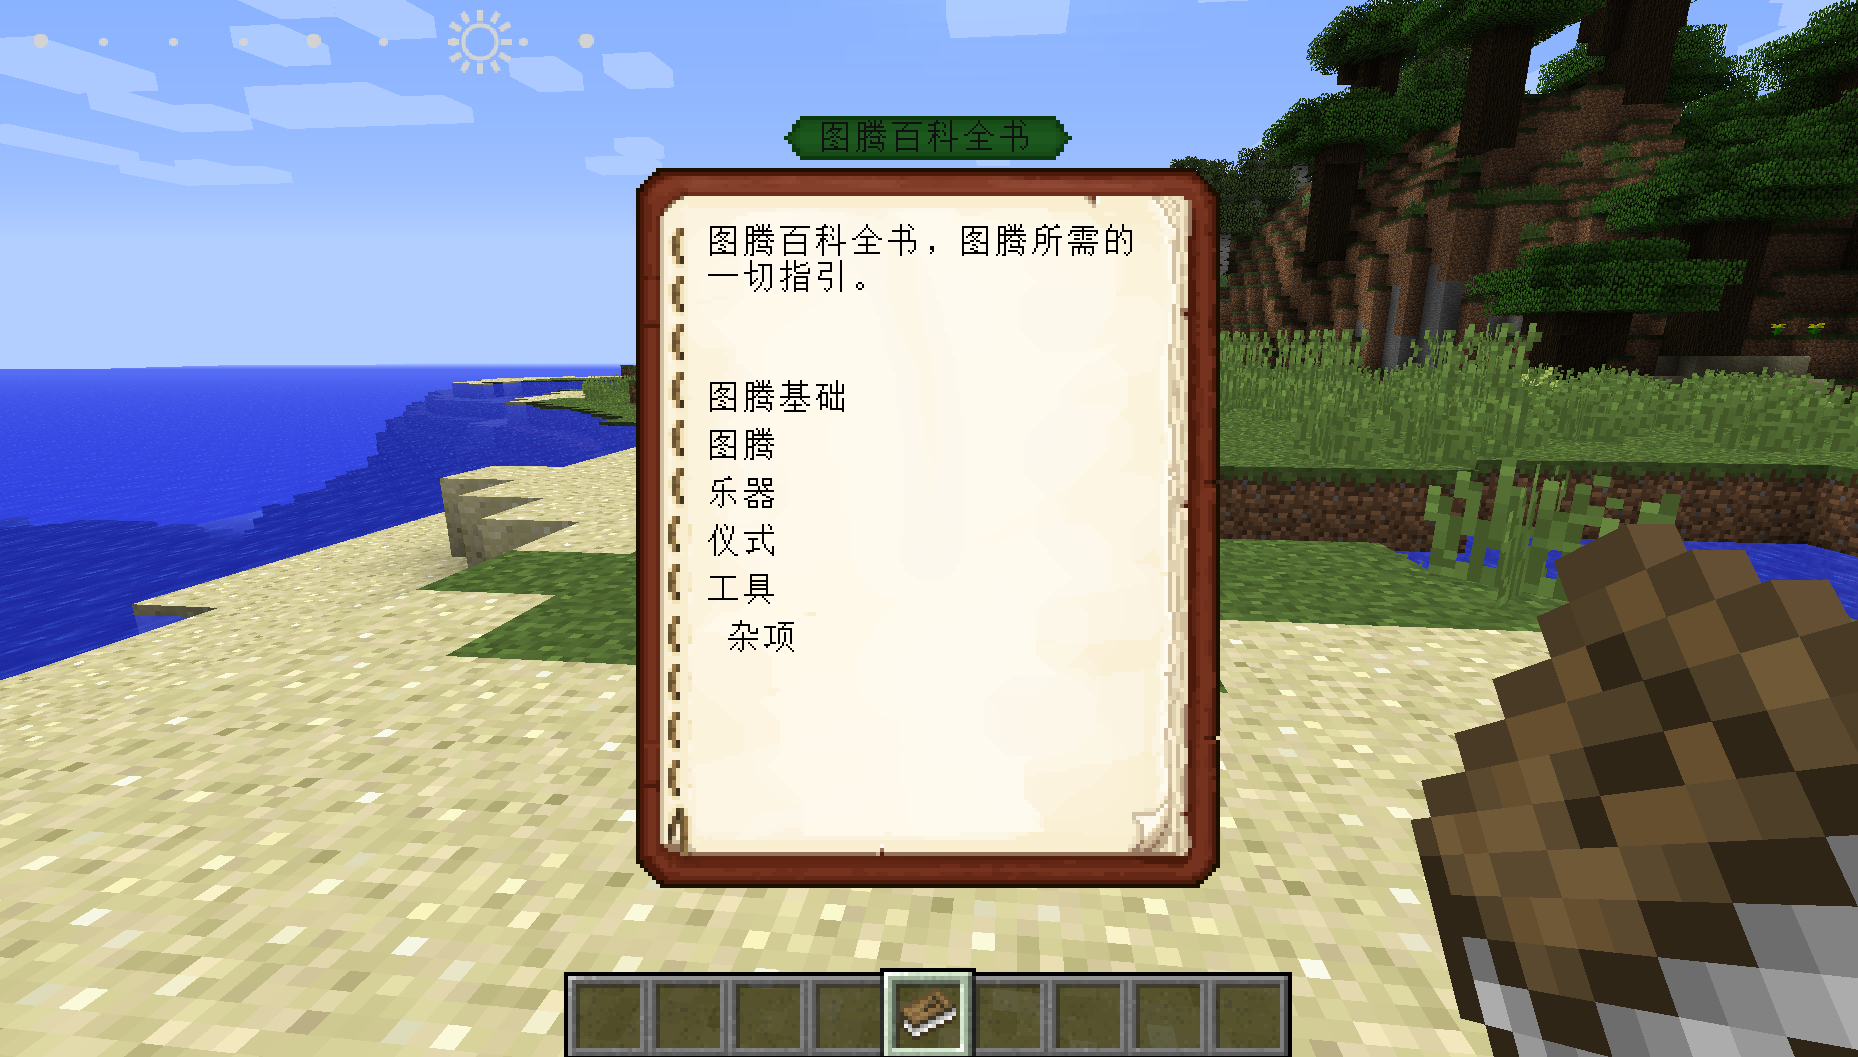 图腾百科全书
图腾百科全书，图腾所需的
一切指引。
图腾基础
图腾
乐器
仪式
工具
杂项